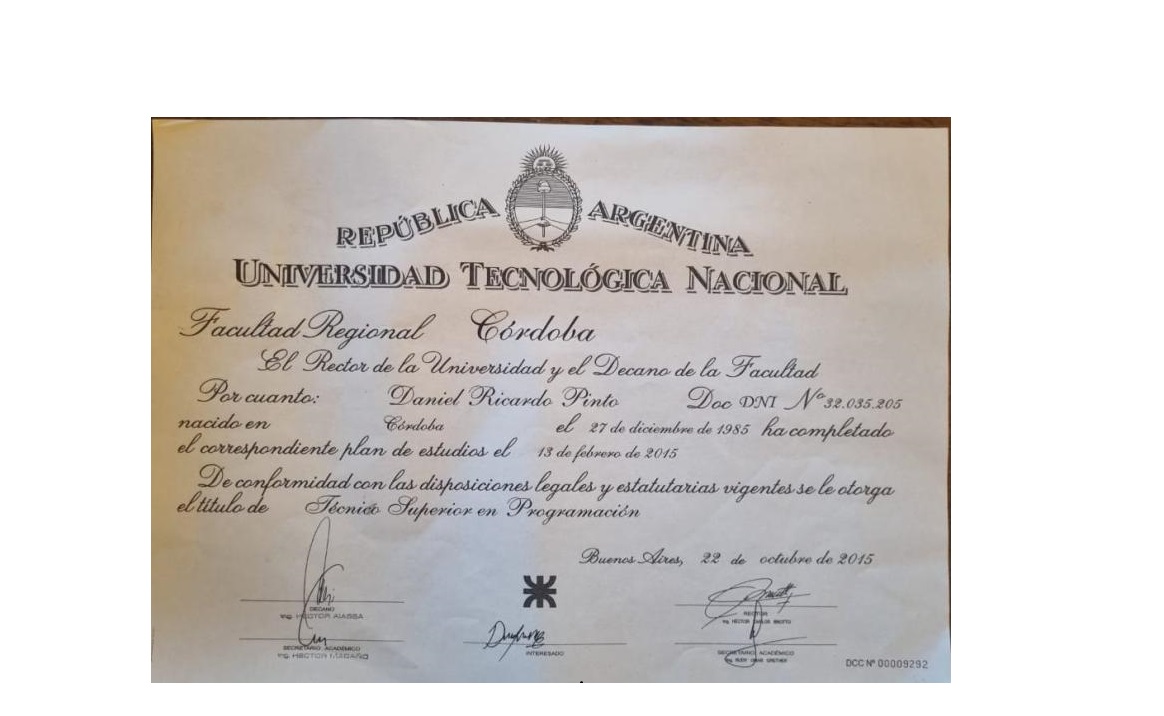 REPÚBLICA ARGENTINA
UNIVERSIDAD TECNOLÓGICA NACIONAL
Facultad Regional Córdoba
El Rector de la Universidad y el Decano de la Facultad
Por cuanto: Daniel Ricardo Pinto Doc DNI Nº 32.035.205
nacido en Córdoba el 27 de diciembre de 1985 ha completado
el correspondiente plan de estudios el 13 de febrero de 2015
De conformidad con las disposiciones legales y estatutarias vigentes se le otorga
el título de Técnico Superior en Programación
Buenos Aires, 22 de octubre de 2015
DECANO
Ing. HECTOR AIASSA
RECTOR
Ing. HÉCTOR CARLOS BROTTO
SECRETARIO ACADÉMICO
Ing. HECTOR
INTERESADO
SECRETARIO ACADÉMICO
Ing.
DCC Nº 00009292